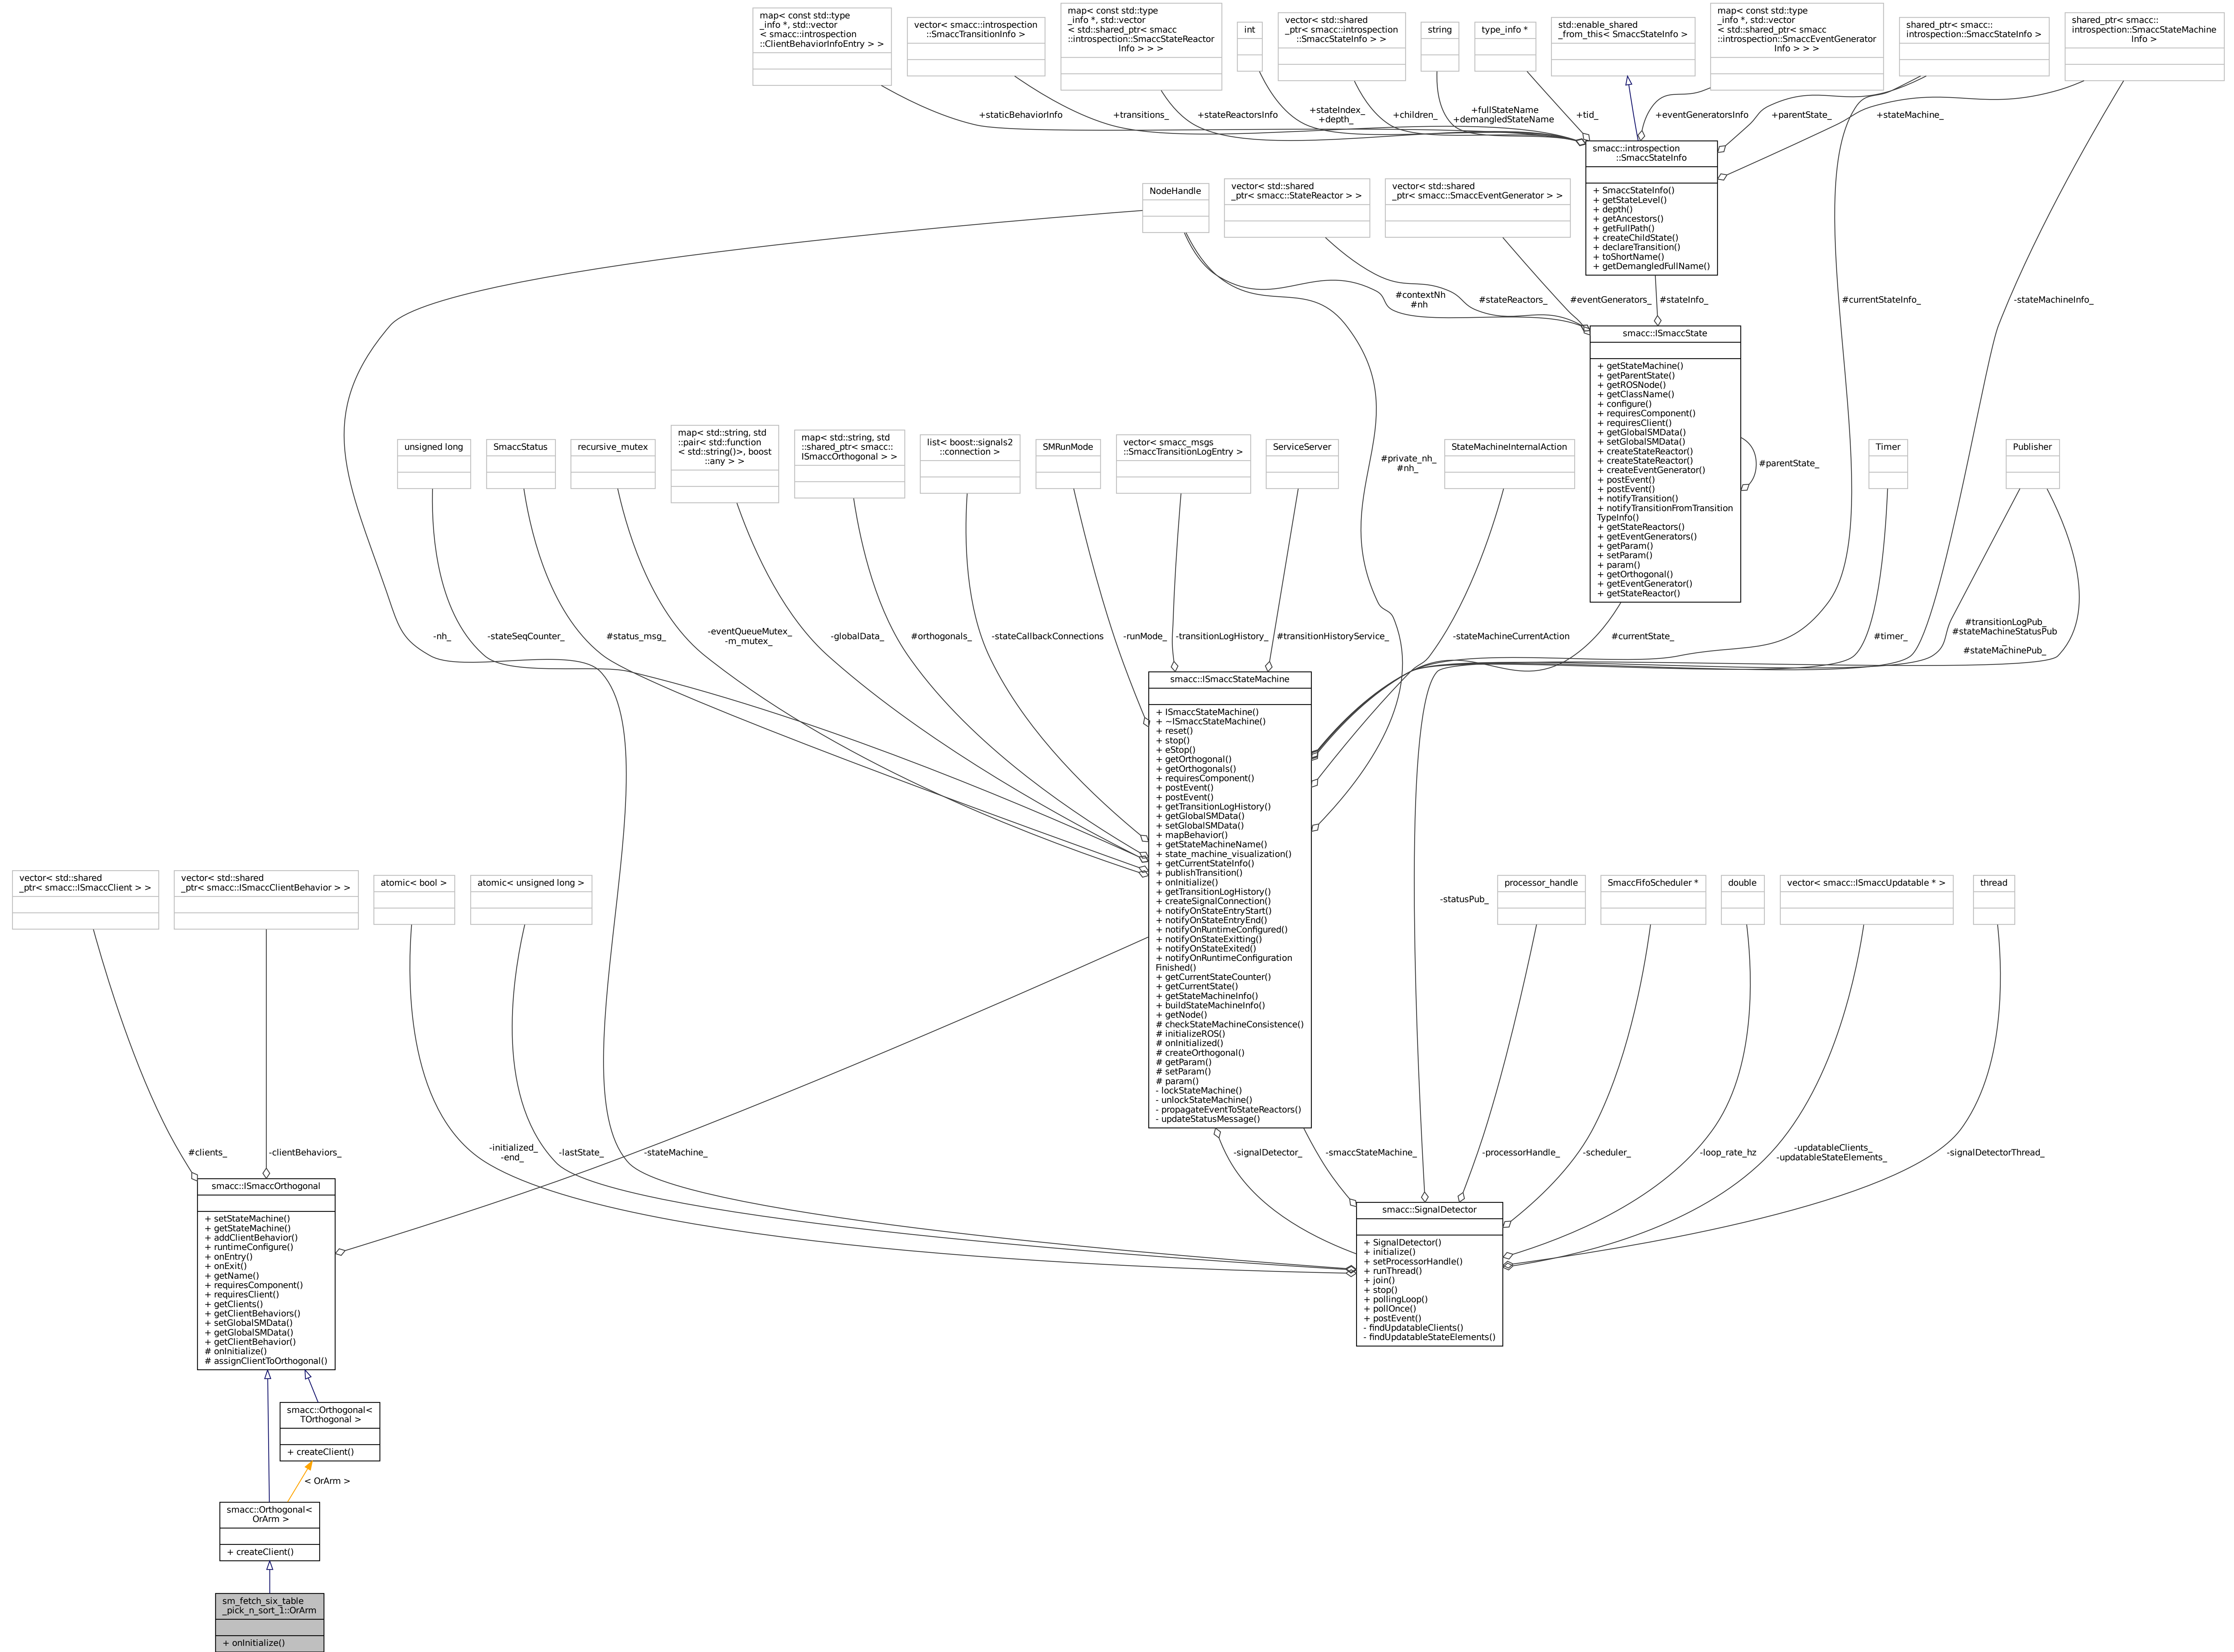 map< const std::type
_info *, std::vector
< smacc::introspection
::ClientBehaviorInfoEntry > >
vector< smacc::introspection
::SmaccTransitionInfo >
map< const std::type
_info *, std::vector
< std::shared_ptr< smacc
::introspection::SmaccStateReactor
Info > > >
int
vector< std::shared
_ptr< smacc::introspection
::SmaccStateInfo > >
string
type_info *
std::enable_shared
_from_this< SmaccStateInfo >
map< const std::type
_info *, std::vector
< std::shared_ptr< smacc
::introspection::SmaccEventGenerator
Info > > >
shared_ptr< smacc::
introspection::SmaccStateInfo >
shared_ptr< smacc::
introspection::SmaccStateMachine
Info >
+staticBehaviorInfo
+transitions_
+stateReactorsInfo
+stateIndex_
+depth_
+children_
+fullStateName
+demangledStateName
+tid_
+eventGeneratorsInfo
+parentState_
+stateMachine_
smacc::introspection
::SmaccStateInfo
+ SmaccStateInfo()
+ getStateLevel()
+ depth()
+ getAncestors()
+ getFullPath()
+ createChildState()
+ declareTransition()
+ toShortName()
+ getDemangledFullName()
NodeHandle
vector< std::shared
_ptr< smacc::StateReactor > >
vector< std::shared
_ptr< smacc::SmaccEventGenerator > >
#contextNh
#nh
#stateReactors_
#eventGenerators_
#stateInfo_
#currentStateInfo_
-stateMachineInfo_
smacc::ISmaccState
+ getStateMachine()
+ getParentState()
+ getROSNode()
+ getClassName()
+ configure()
+ requiresComponent()
+ requiresClient()
+ getGlobalSMData()
+ setGlobalSMData()
+ createStateReactor()
+ createStateReactor()
+ createEventGenerator()
+ postEvent()
+ postEvent()
+ notifyTransition()
+ notifyTransitionFromTransition
TypeInfo()
+ getStateReactors()
+ getEventGenerators()
+ getParam()
+ setParam()
+ param()
+ getOrthogonal()
+ getEventGenerator()
+ getStateReactor()
#parentState_
unsigned long
SmaccStatus
recursive_mutex
map< std::string, std
::pair< std::function
< std::string()>, boost
::any > >
map< std::string, std
::shared_ptr< smacc::
ISmaccOrthogonal > >
list< boost::signals2
::connection >
SMRunMode
vector< smacc_msgs
::SmaccTransitionLogEntry >
ServiceServer
#private_nh_
#nh_
StateMachineInternalAction
Timer
Publisher
-nh_
-stateSeqCounter_
#status_msg_
-eventQueueMutex_
-m_mutex_
-globalData_
#orthogonals_
-stateCallbackConnections
-runMode_
-transitionLogHistory_
#transitionHistoryService_
-stateMachineCurrentAction
#currentState_
#timer_
#transitionLogPub_
#stateMachineStatusPub
_
#stateMachinePub_
smacc::ISmaccStateMachine
+ ISmaccStateMachine()
+ ~ISmaccStateMachine()
+ reset()
+ stop()
+ eStop()
+ getOrthogonal()
+ getOrthogonals()
+ requiresComponent()
+ postEvent()
+ postEvent()
+ getTransitionLogHistory()
+ getGlobalSMData()
+ setGlobalSMData()
+ mapBehavior()
+ getStateMachineName()
+ state_machine_visualization()
+ getCurrentStateInfo()
+ publishTransition()
+ onInitialize()
+ getTransitionLogHistory()
+ createSignalConnection()
+ notifyOnStateEntryStart()
+ notifyOnStateEntryEnd()
+ notifyOnRuntimeConfigured()
+ notifyOnStateExitting()
+ notifyOnStateExited()
+ notifyOnRuntimeConfiguration
Finished()
+ getCurrentStateCounter()
+ getCurrentState()
+ getStateMachineInfo()
+ buildStateMachineInfo()
+ getNode()
# checkStateMachineConsistence()
# initializeROS()
# onInitialized()
# createOrthogonal()
# getParam()
# setParam()
# param()
- lockStateMachine()
- unlockStateMachine()
- propagateEventToStateReactors()
- updateStatusMessage()
vector< std::shared
_ptr< smacc::ISmaccClient > >
vector< std::shared
_ptr< smacc::ISmaccClientBehavior > >
atomic< bool >
atomic< unsigned long >
-statusPub_
processor_handle
SmaccFifoScheduler *
double
vector< smacc::ISmaccUpdatable * >
thread
#clients_
-clientBehaviors_
-initialized_
-end_
-lastState_
-stateMachine_
-signalDetector_
-smaccStateMachine_
-processorHandle_
-scheduler_
-loop_rate_hz
-updatableClients_
-updatableStateElements_
-signalDetectorThread_
smacc::ISmaccOrthogonal
+ setStateMachine()
+ getStateMachine()
+ addClientBehavior()
+ runtimeConfigure()
+ onEntry()
+ onExit()
+ getName()
+ requiresComponent()
+ requiresClient()
+ getClients()
+ getClientBehaviors()
+ setGlobalSMData()
+ getGlobalSMData()
+ getClientBehavior()
# onInitialize()
# assignClientToOrthogonal()
smacc::SignalDetector
+ SignalDetector()
+ initialize()
+ setProcessorHandle()
+ runThread()
+ join()
+ stop()
+ pollingLoop()
+ pollOnce()
+ postEvent()
- findUpdatableClients()
- findUpdatableStateElements()
smacc::Orthogonal<
TOrthogonal >
+ createClient()
< OrArm >
smacc::Orthogonal<
OrArm >
+ createClient()
sm_fetch_six_table
_pick_n_sort_1::OrArm
+ onInitialize()